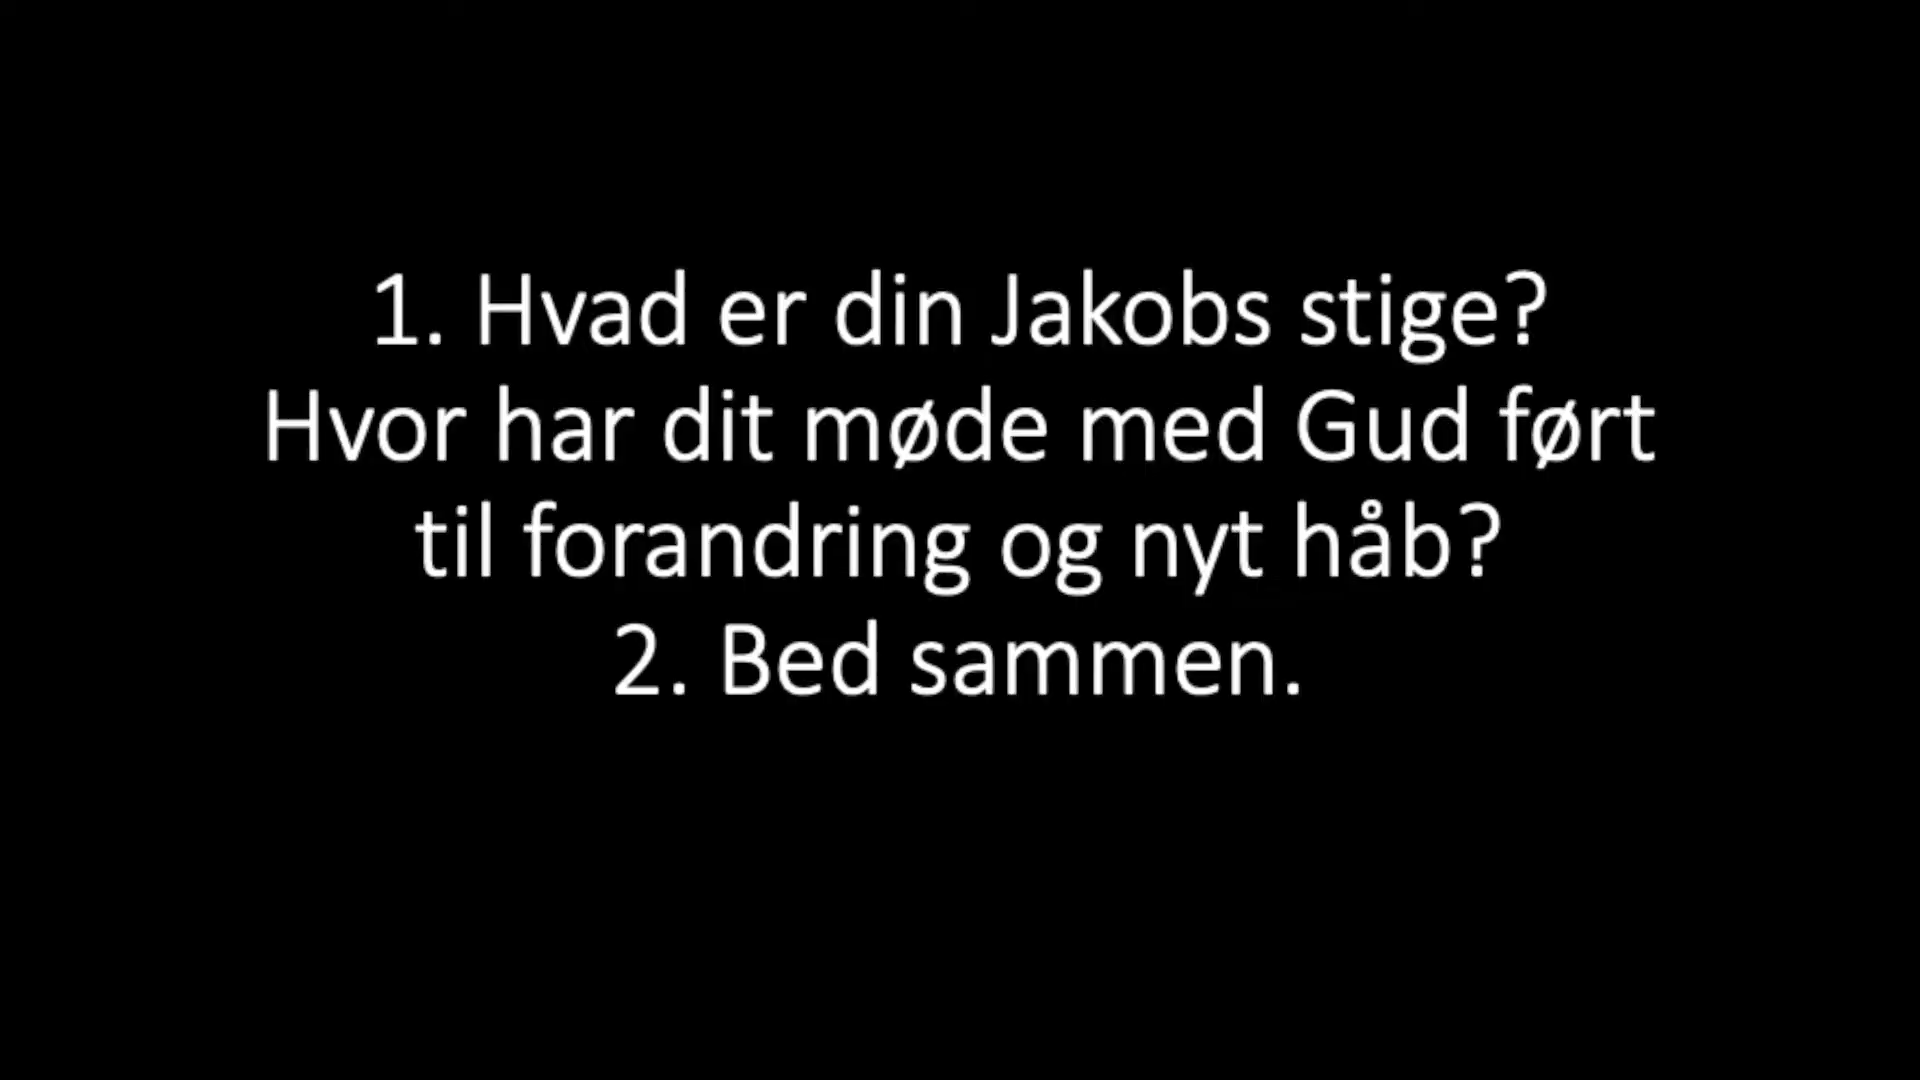 1. Hvad er din Jakobs stige?
Hvor har dit møde med Gud ført
til forandring og nyt håb?
2. Bed sammen.